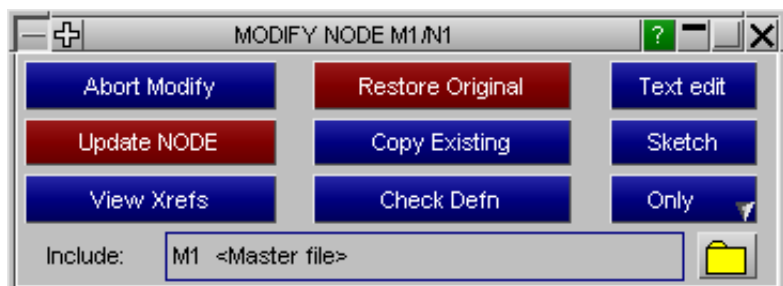 MODIFY NODE M1/N1 ?
Abort Modify Restore Original Text edit
Update NODE Copy Existing Sketch
View Xrefs Check Defn Only
Include: M1 <Master file>